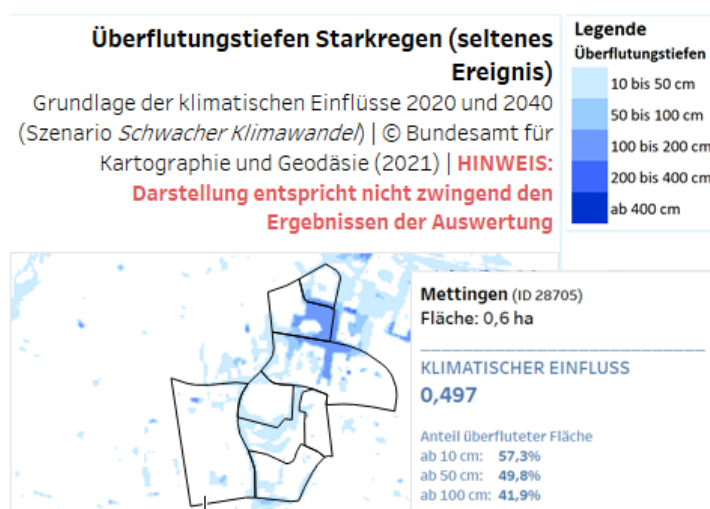 Überflutungstiefen Starkregen (seltenes
Ereignis)
Grundlage der klimatischen Einflüsse 2020 und 2040
(Szenario Schwacher Klimawandel) | © Bundesamt für
Kartographie und Geodäsie (2021) | HINWEIS:
Darstellung entspricht nicht zwingend den
Ergebnissen der Auswertung
Legende
Überflutungstiefen
10 bis 50 cm
50 bis 100 cm
100 bis 200 cm
200 bis 400 cm
ab 400 cm
Mettingen (ID 28705)
Fläche: 0,6 ha
KLIMATISCHER EINFLUSS
0,497
Anteil überfluteter Fläche
ab 10 cm: 57,3%
ab 50 cm: 49,8%
ab 100 cm: 41,9%